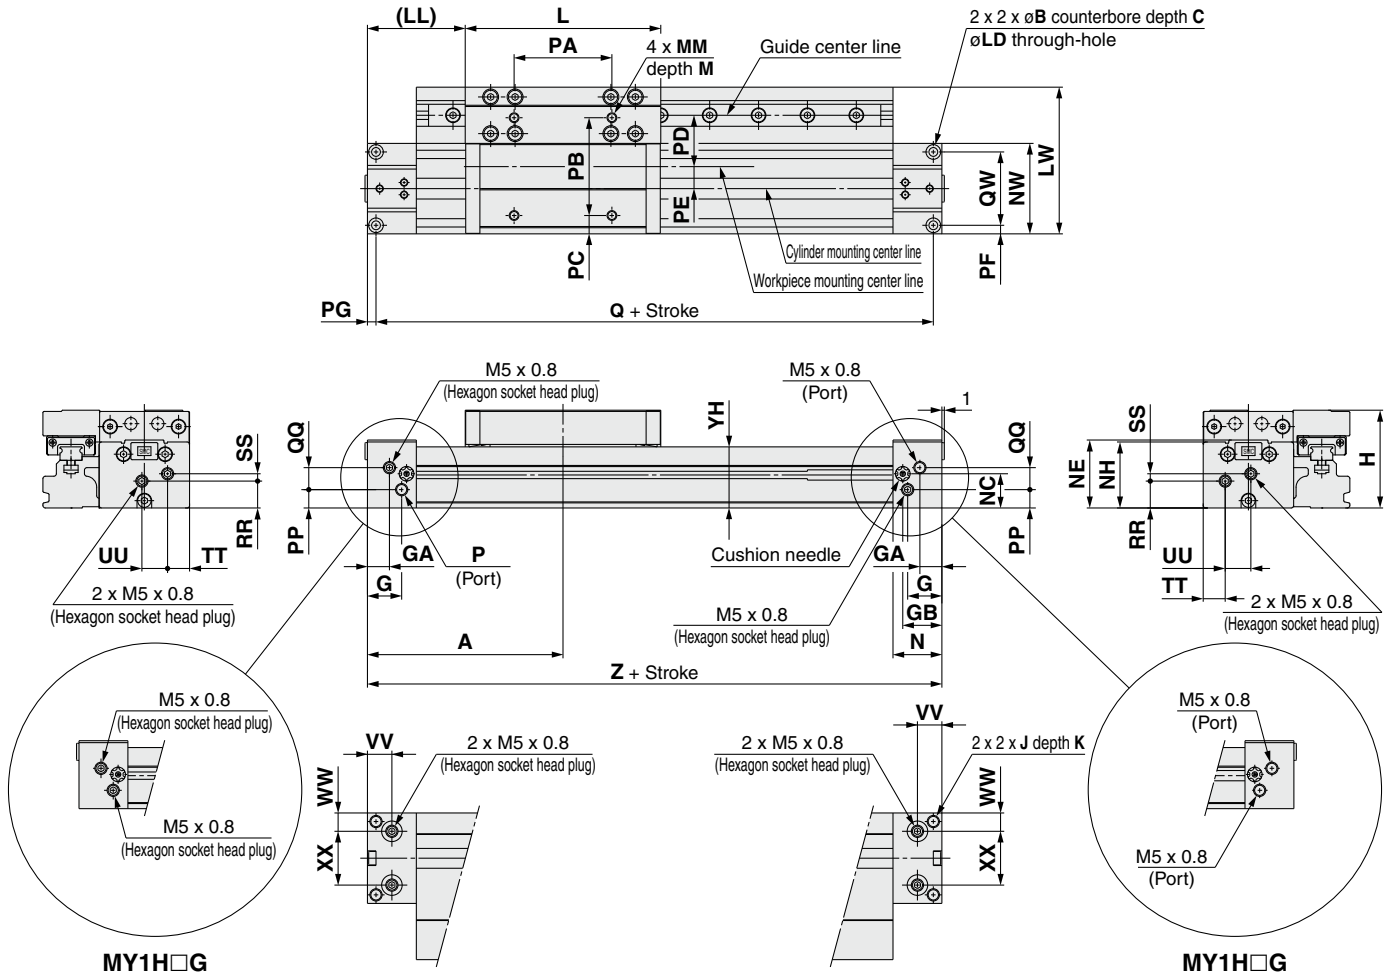 (LL)
L
PA
4 x MM
depth M
Guide center line
2 x 2 x øB counterbore depth C
øLD through-hole
PB
PD
PE
PC
QW
NW
LW
PF
Cylinder mounting center line
Workpiece mounting center line
PG
Q + Stroke
M5 x 0.8
(Hexagon socket head plug)
M5 x 0.8
(Port)
1
SS
RR
UU
TT
2 x M5 x 0.8
(Hexagon socket head plug)
QQ
PP
YH
NC
QQ
PP
GA
P
(Port)
G
Cushion needle
GA
G
GB
M5 x 0.8
(Hexagon socket head plug)
N
A
Z + Stroke
SS
NE
NH
H
RR
UU
TT
2 x M5 x 0.8
(Hexagon socket head plug)
M5 x 0.8
(Hexagon socket head plug)
M5 x 0.8
(Hexagon socket head plug)
VV
2 x M5 x 0.8
(Hexagon socket head plug)
WW
XX
VV
2 x M5 x 0.8
(Hexagon socket head plug)
2 x 2 x J depth K
WW
XX
M5 x 0.8
(Port)
M5 x 0.8
(Port)
MY1H□G
MY1H□G